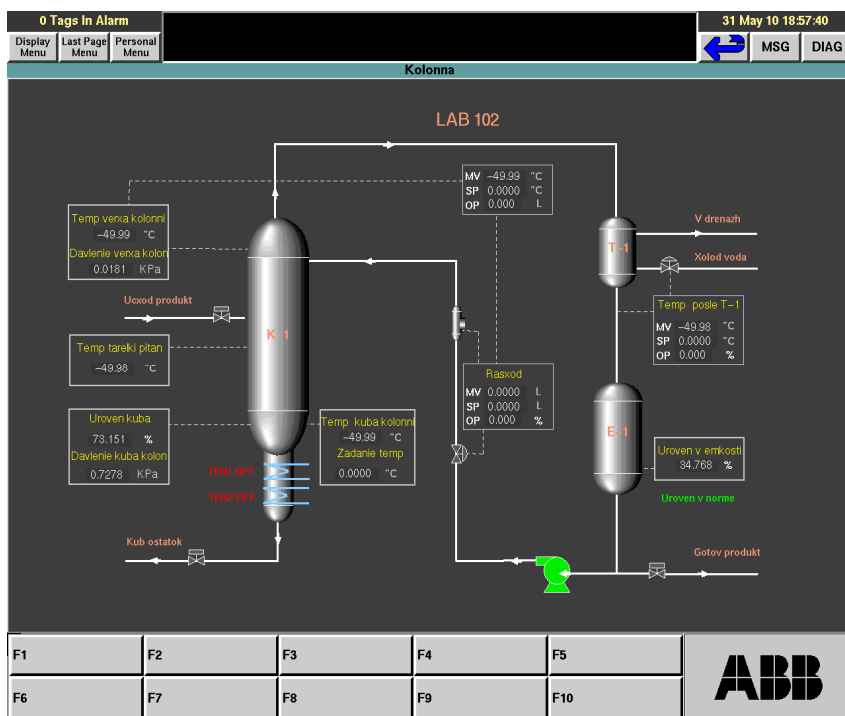 0 Tags In Alarm
31 May 10 18:57:40
Display Menu
Last Page Menu
Personal Menu
MSG
DIAG
Kolonna
LAB 102
MV -49.99 °C
SP 0.0000 °C
OP 0.000 L
Temp verxa kolonni
-49.99 °C
Davlenie verxa kolon
0.0181 KPa
V drenazh
T-1
Xolod voda
Ucxod produkt
K-1
Temp posle T-1
MV -49.98 °C
SP 0.0000 °C
OP 0.000 %
Temp tarelki pitan
-49.98 °C
Rasxod
MV 0.0000 L
SP 0.0000 L
OP 0.000 %
Uroven kuba
73.151 %
Davlenie kuba kolon
0.7278 KPa
Temp kuba kolonni
-49.99 °C
Zadanie temp
0.0000 °C
E-1
Uroven v emkosti
34.768 %
TEN1 OFF
TEN2 OFF
Uroven v norme
Kub ostatok
Gotov produkt
F1
F2
F3
F4
F5
F6
F7
F8
F9
F10
ABB